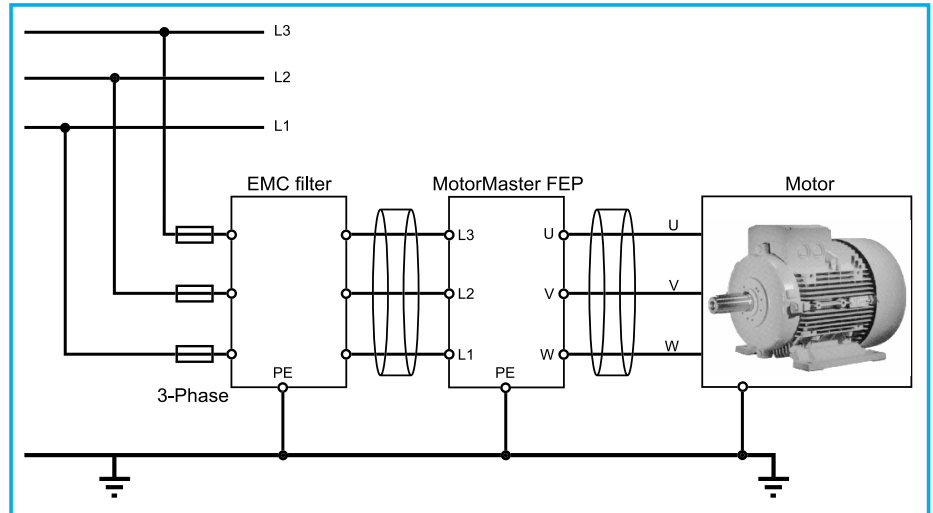 L3
L2
L1
EMC filter
MotorMaster FEP
Motor
L3
U
U
L2
V
V
L1
W
W
PE
PE
3-Phase